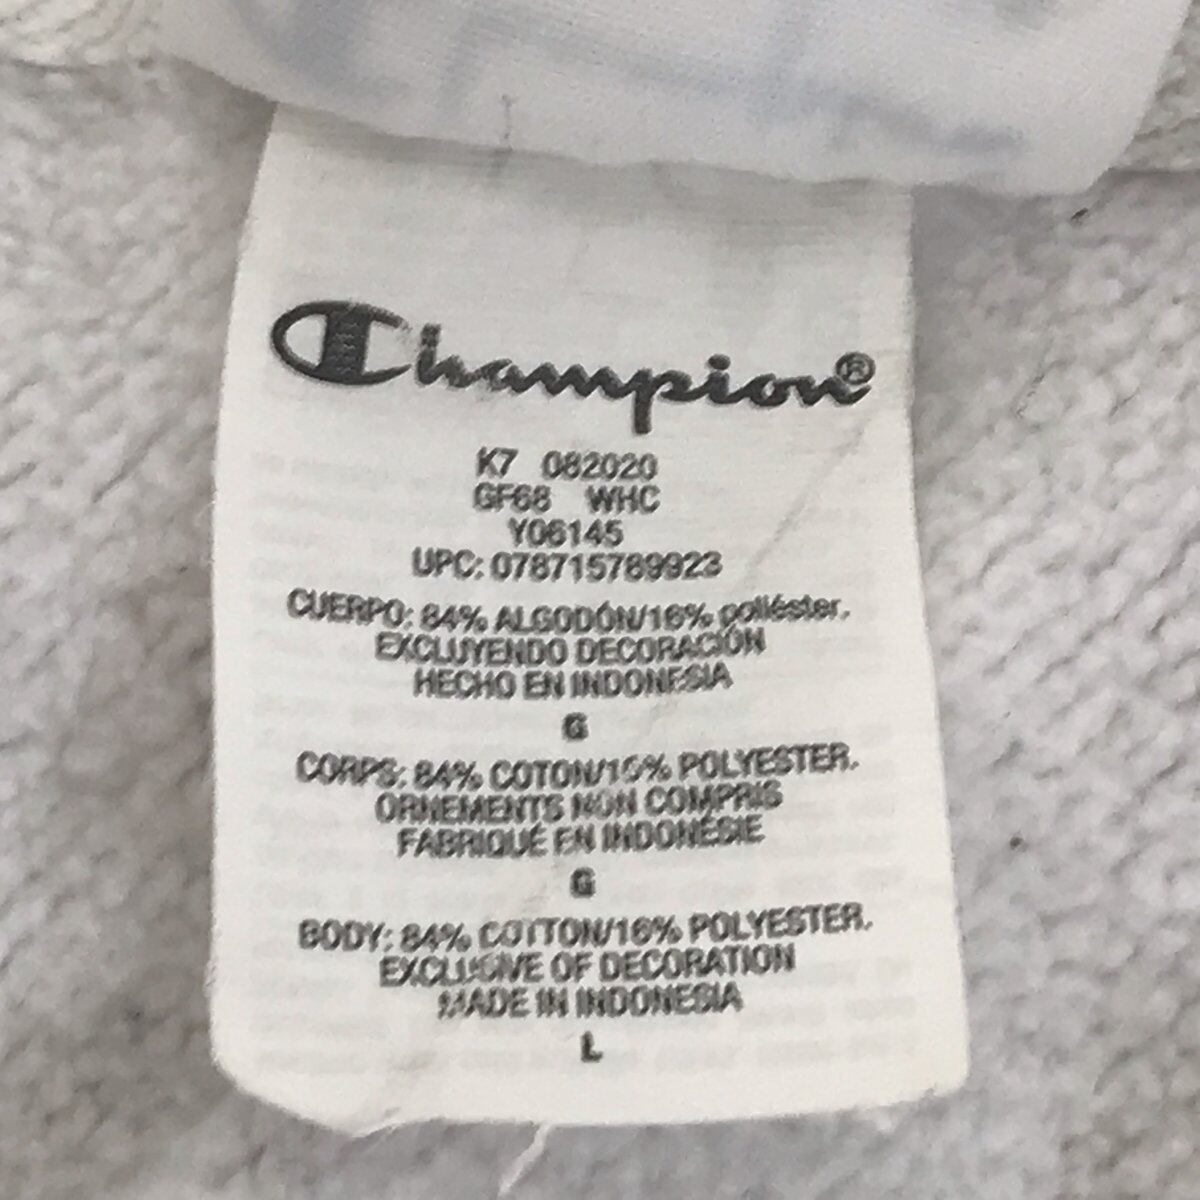 Champion®
K7 082020
GF68 WHC
Y06145
UPC: 078715789923
CUERPO: 84% ALGODÓN/16% poliéster.
EXCLUYENDO DECORACIÓN
HECHO EN INDONESIA
G
CORPS: 84% COTON/16% POLYESTER.
ORNEMENTS NON COMPRIS
FABRIQUÉ EN INDONÉSIE
G
BODY: 84% COTTON/16% POLYESTER.
EXCLUSIVE OF DECORATION
MADE IN INDONESIA
L